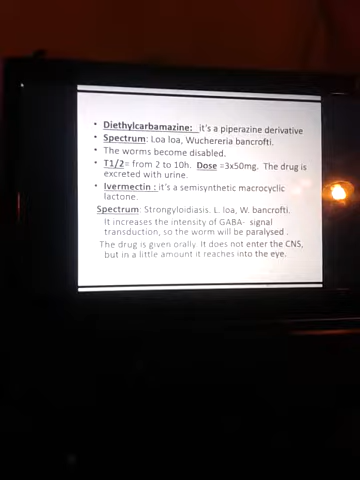 • Diethylcarbamazine: it's a piperazine derivative
• Spectrum: Loa loa, Wuchereria bancrofti.
• The worms become disabled.
• T1/2= from 2 to 10h. Dose =3x50mg. The drug is
excreted with urine.
• Ivermectin : it's a semisynthetic macrocyclic
lactone.
Spectrum: Strongyloidiasis. L. loa, W. bancrofti.
It increases the intensity of GABA- signal
transduction, so the worm will be paralysed .
The drug is given orally. It does not enter the CNS,
but in a little amount it reaches into the eye.